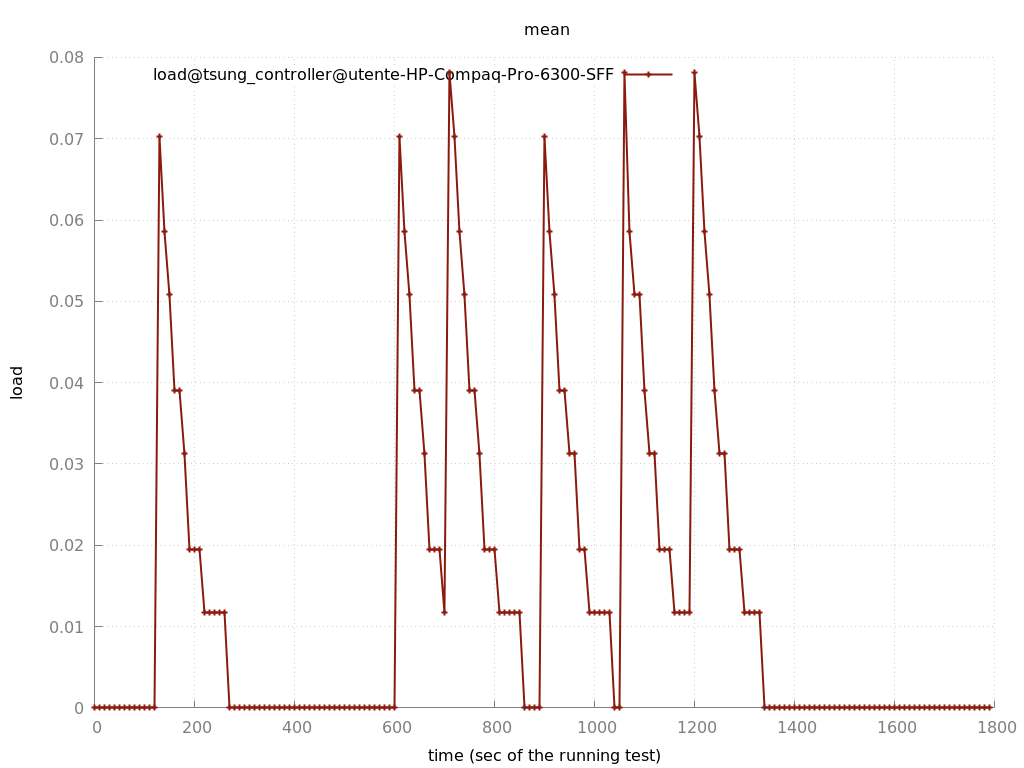 mean
load@tsung_controller@utente-HP-Compaq-Pro-6300-SFF
0.08
0.07
0.06
0.05
0.04
0.03
0.02
0.01
0
load
0 200 400 600 800 1000 1200 1400 1600 1800
time (sec of the running test)